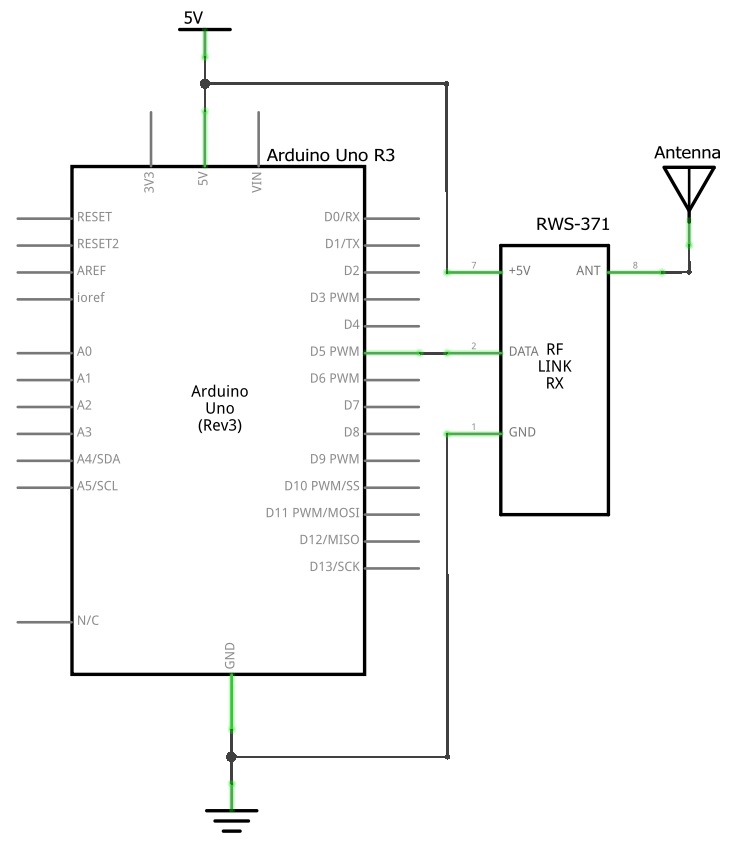 5V
Arduino Uno R3
3V3
5V
VIN
Antenna
RESET
RESET2
AREF
ioref
A0
A1
A2
A3
A4/SDA
A5/SCL
N/C
Arduino
Uno
(Rev3)
D0/RX
D1/TX
D2
D3 PWM
D4
D5 PWM
D6 PWM
D7
D8
D9 PWM
D10 PWM/SS
D11 PWM/MOSI
D12/MISO
D13/SCK
GND
RWS-371
7
+5V
ANT
8
2
DATA
RF
LINK
RX
1
GND